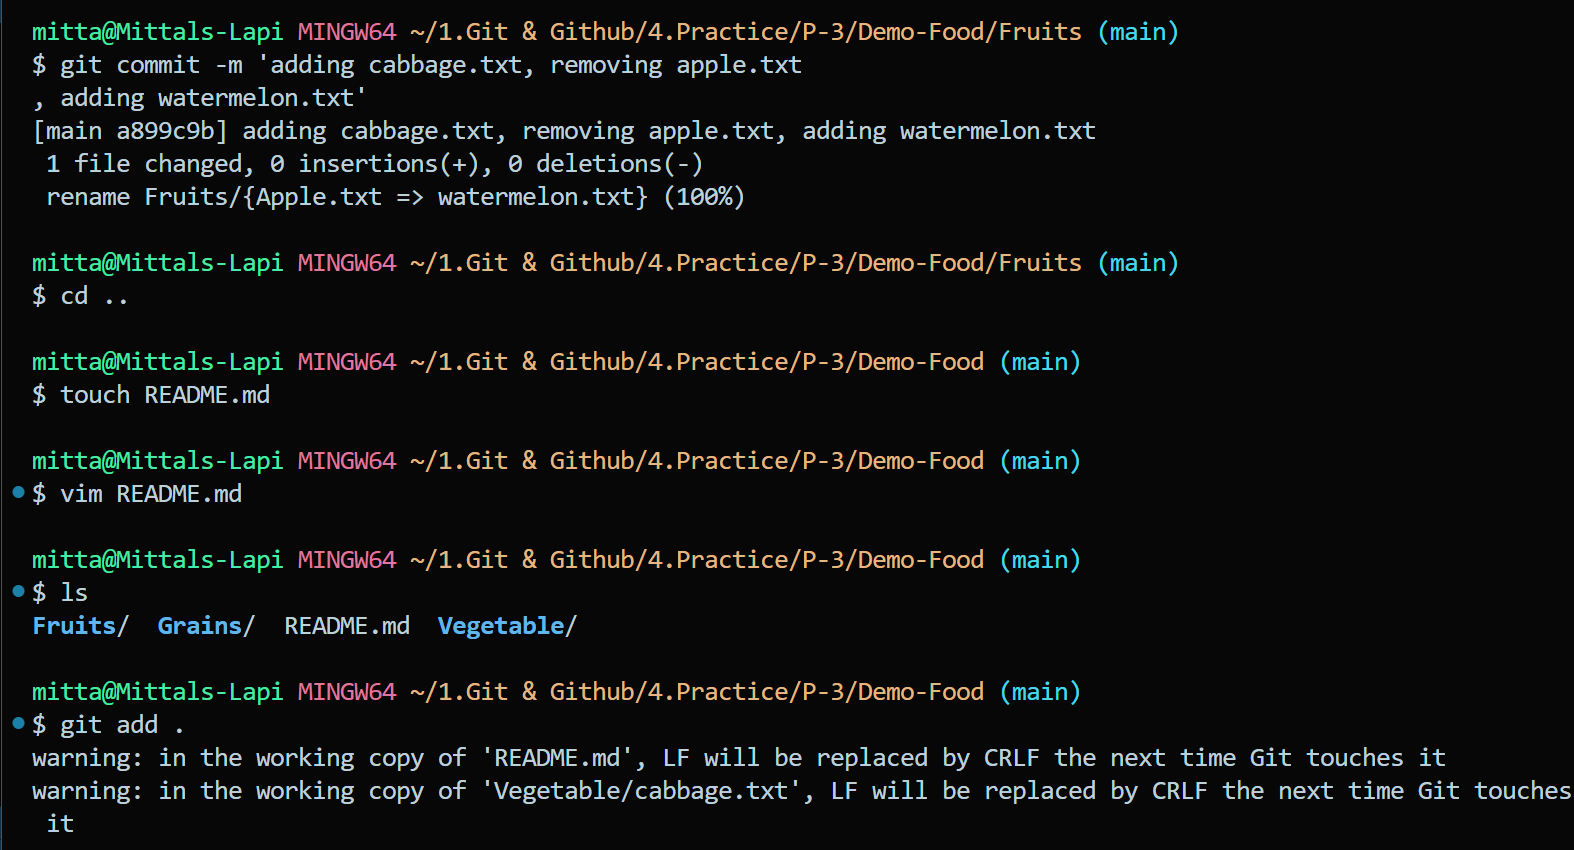 mitta@Mittals-Lapi MINGW64 ~/1.Git & Github/4.Practice/P-3/Demo-Food/Fruits (main)
$ git commit -m 'adding cabbage.txt, removing apple.txt
, adding watermelon.txt'
[main a899c9b] adding cabbage.txt, removing apple.txt, adding watermelon.txt
 1 file changed, 0 insertions(+), 0 deletions(-)
 rename Fruits/{Apple.txt => watermelon.txt} (100%)
mitta@Mittals-Lapi MINGW64 ~/1.Git & Github/4.Practice/P-3/Demo-Food/Fruits (main)
$ cd ..
mitta@Mittals-Lapi MINGW64 ~/1.Git & Github/4.Practice/P-3/Demo-Food (main)
$ touch README.md
mitta@Mittals-Lapi MINGW64 ~/1.Git & Github/4.Practice/P-3/Demo-Food (main)
$ vim README.md
mitta@Mittals-Lapi MINGW64 ~/1.Git & Github/4.Practice/P-3/Demo-Food (main)
$ ls
Fruits/  Grains/  README.md  Vegetable/
mitta@Mittals-Lapi MINGW64 ~/1.Git & Github/4.Practice/P-3/Demo-Food (main)
$ git add .
warning: in the working copy of 'README.md', LF will be replaced by CRLF the next time Git touches it
warning: in the working copy of 'Vegetable/cabbage.txt', LF will be replaced by CRLF the next time Git touches
 it